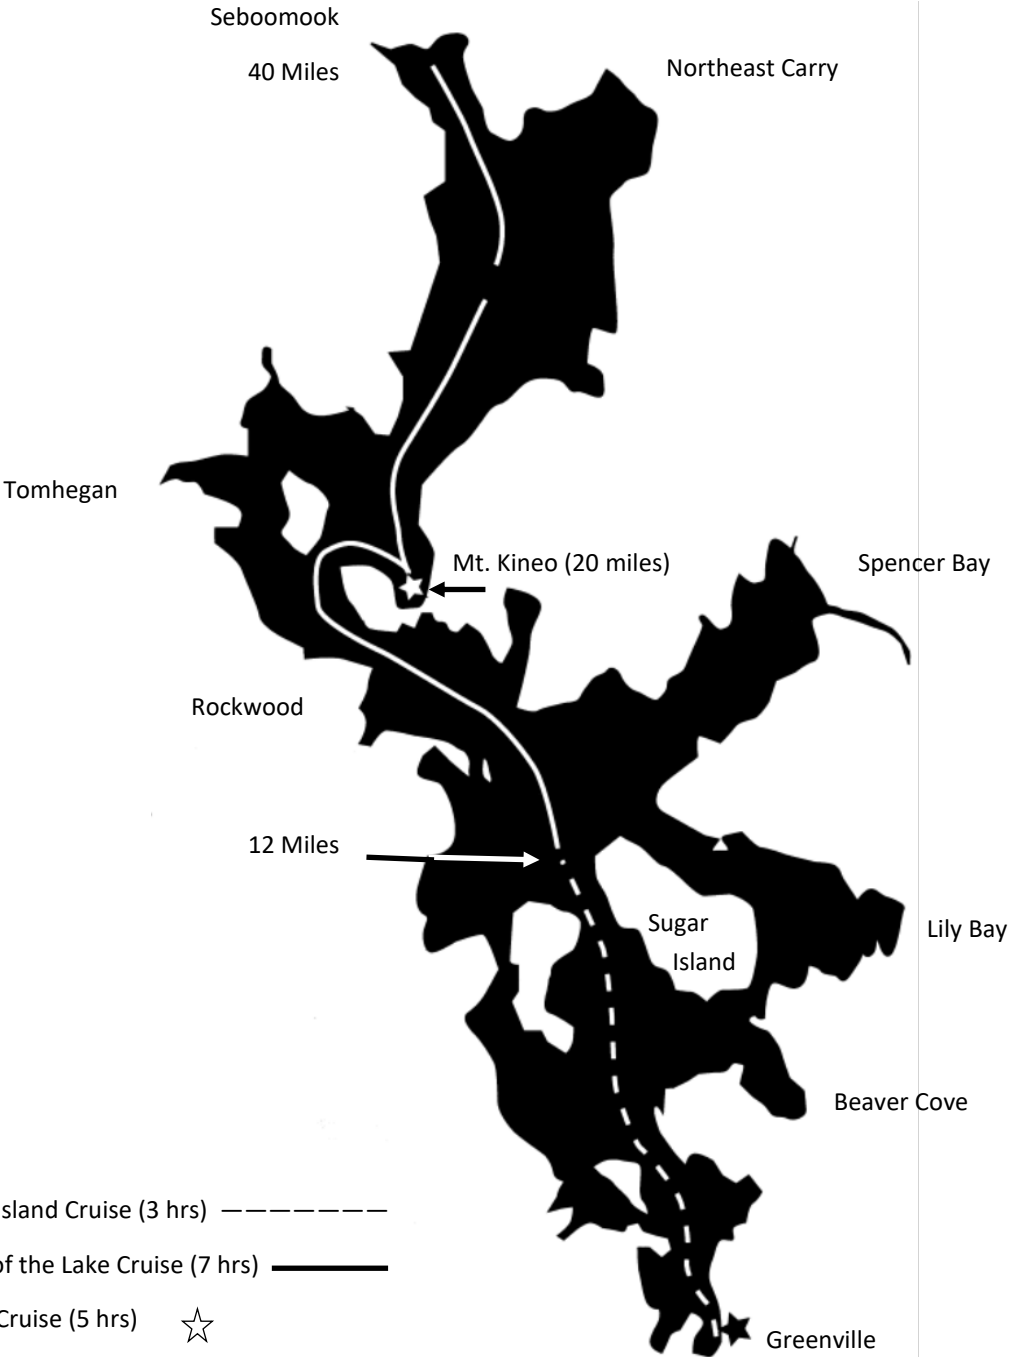 Seboomook
40 Miles
Northeast Carry
Tomhegan
Mt. Kineo (20 miles)
Spencer Bay
Rockwood
12 Miles
Sugar
Island
Lily Bay
Beaver Cove
sland Cruise (3 hrs)
of the Lake Cruise (7 hrs)
Cruise (5 hrs)
Greenville